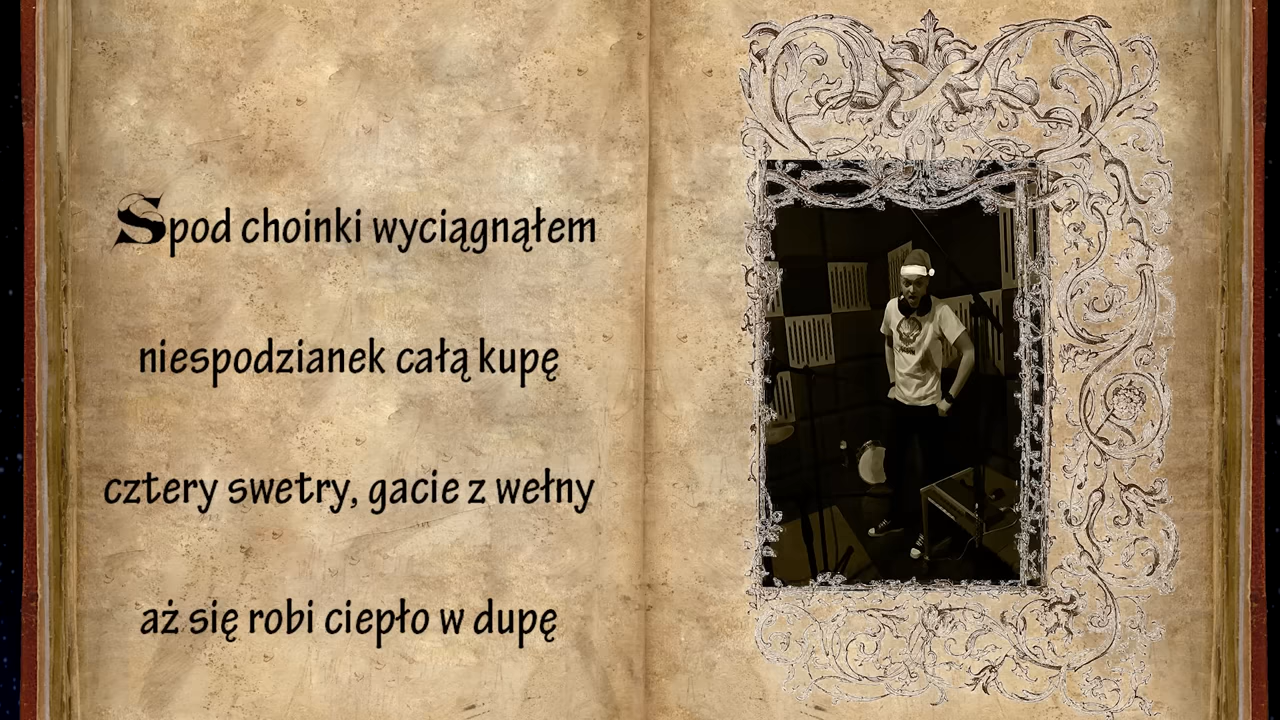 Spod choinki wyciągnąłem
niespodzianek całą kupę
cztery swetry, gacie z wełny
aż się robi ciepło w dupę